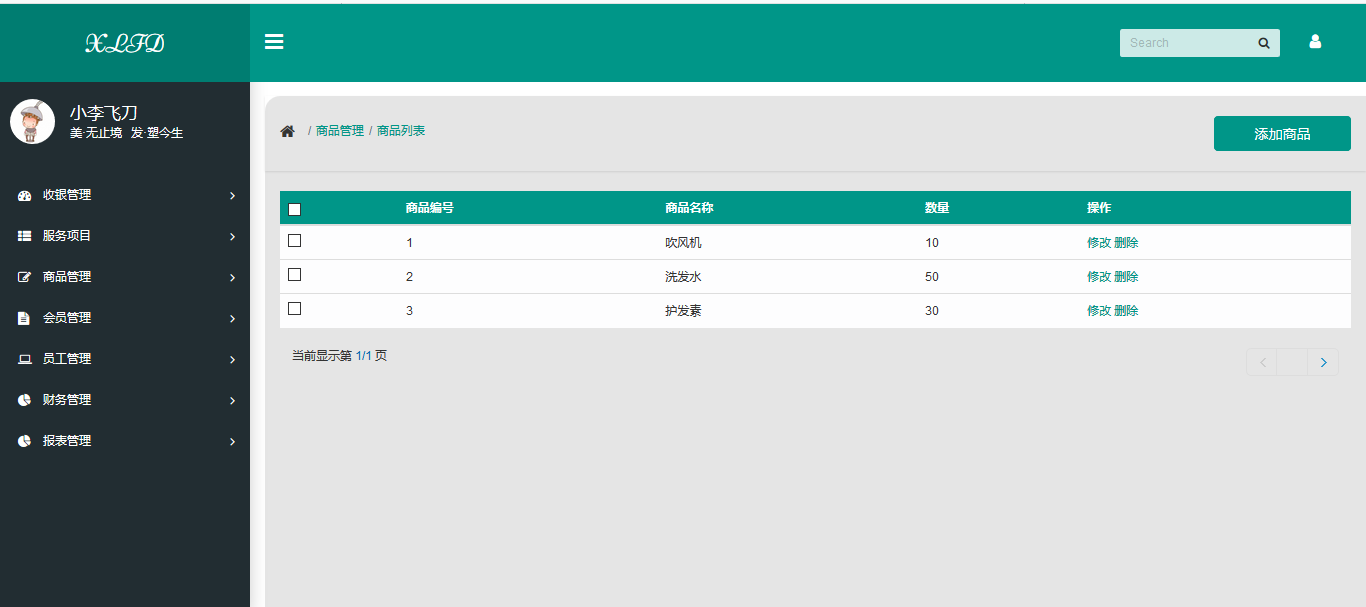 XLFD
Search
小李飞刀
美·无止境 发·塑今生
收银管理
服务项目
商品管理
会员管理
员工管理
财务管理
报表管理
/ 商品管理 / 商品列表
添加商品
商品编号 商品名称 数量 操作
1 吹风机 10 修改 删除
2 洗发水 50 修改 删除
3 护发素 30 修改 删除
当前显示第 1/1 页